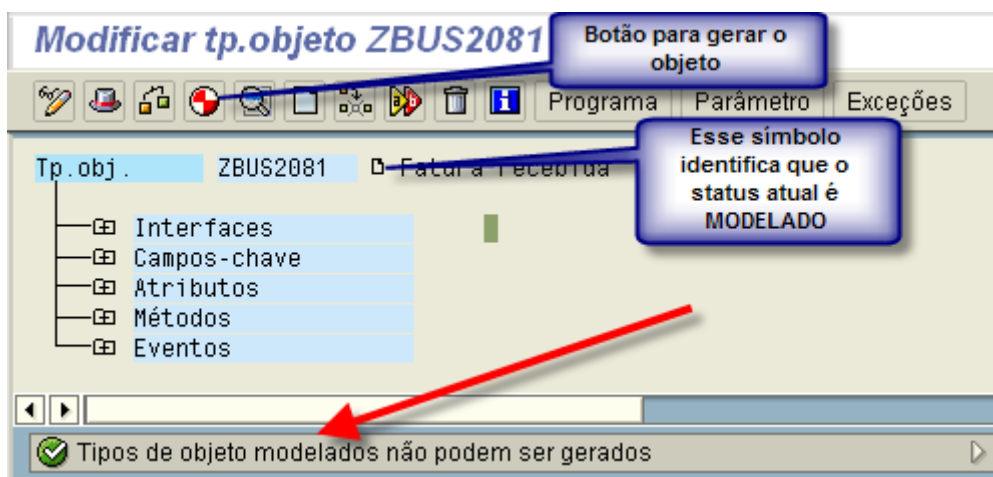 Modificar tp.objeto ZBUS2081
Botão para gerar o
objeto
Programa Parâmetro Exceções
Esse símbolo
identifica que o
status atual é
MODELADO
Tp.obj. ZBUS2081 Fatura recebida
Interfaces
Campos-chave
Atributos
Métodos
Eventos
Tipos de objeto modelados não podem ser gerados